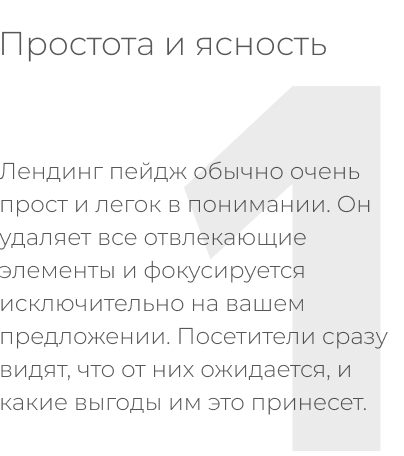 Простота и ясность
1
Лендинг пейдж обычно очень
прост и легок в понимании. Он
удаляет все отвлекающие
элементы и фокусируется
исключительно на вашем
предложении. Посетители сразу
видят, что от них ожидается, и
какие выгоды им это принесет.